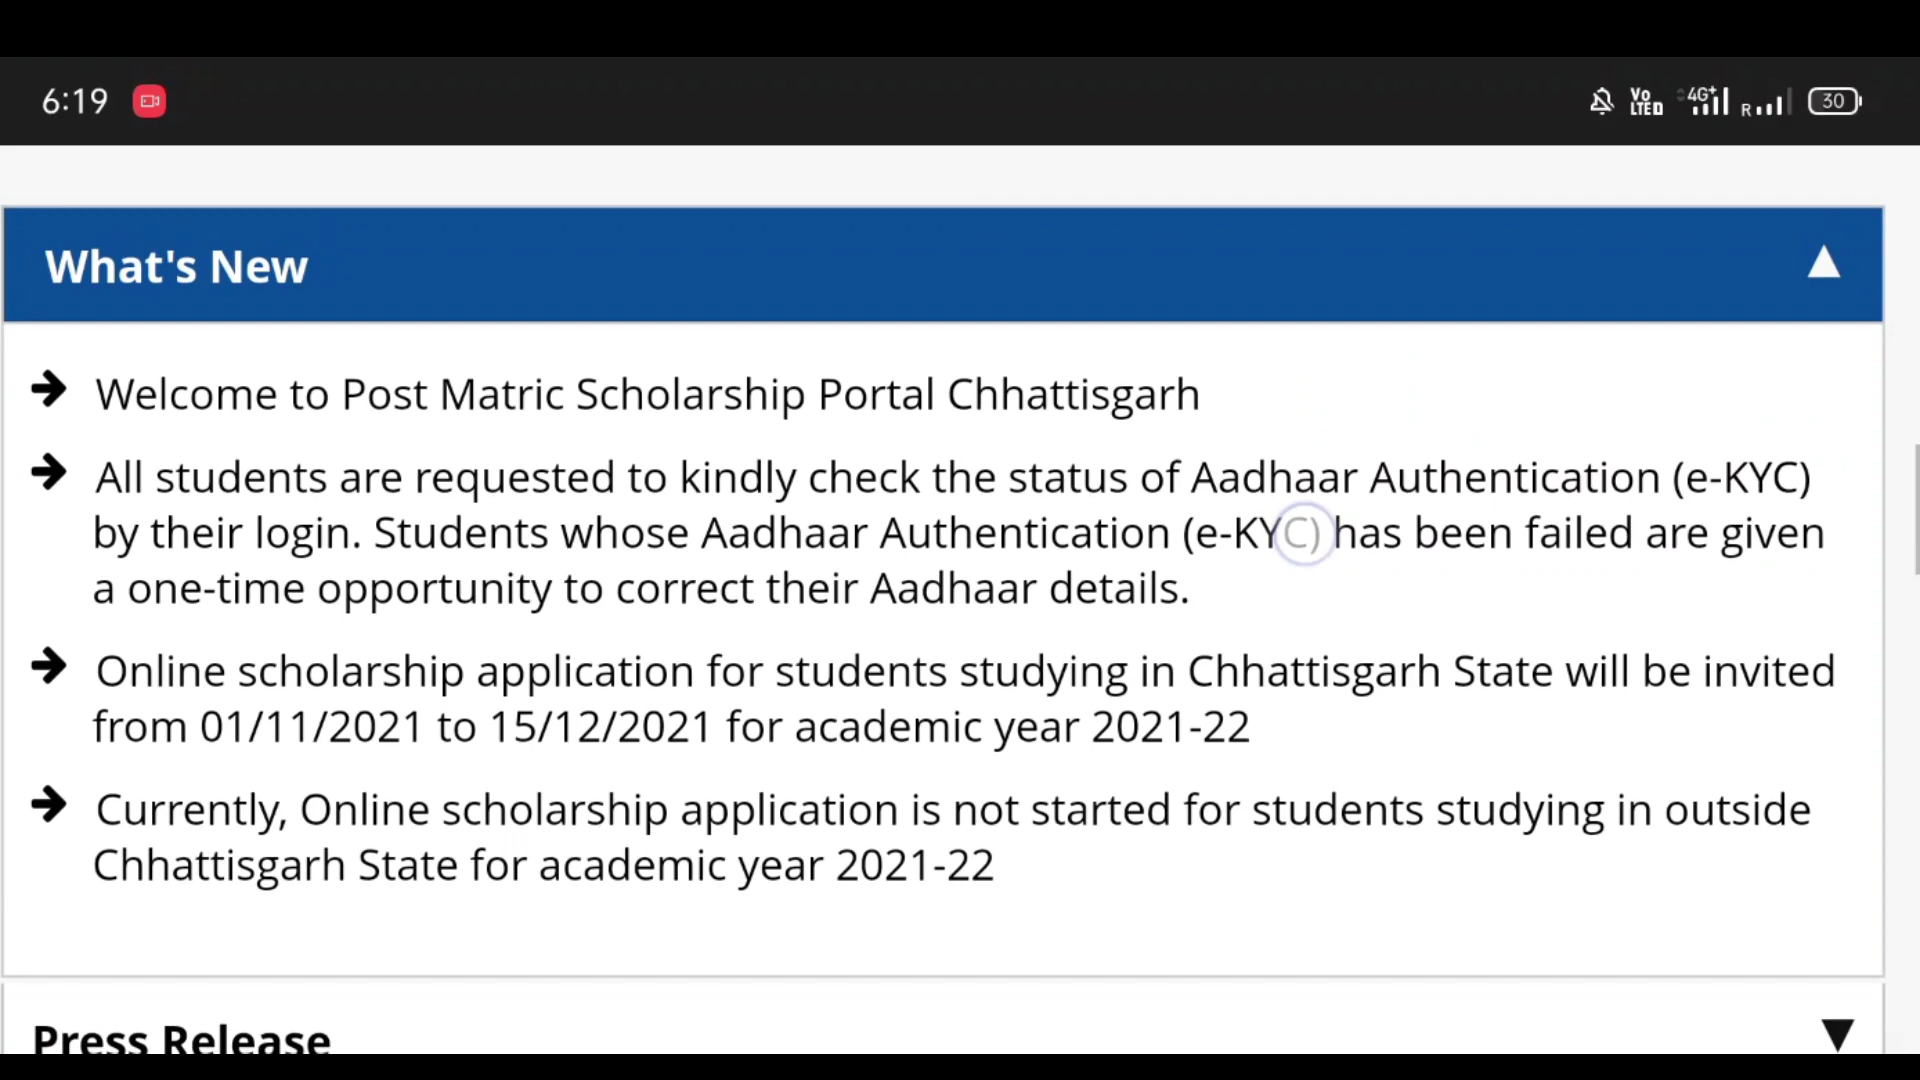 6:19
Vo LTE 4G+ R 30
What's New
Welcome to Post Matric Scholarship Portal Chhattisgarh
All students are requested to kindly check the status of Aadhaar Authentication (e-KYC)
by their login. Students whose Aadhaar Authentication (e-KYC) has been failed are given
a one-time opportunity to correct their Aadhaar details.
Online scholarship application for students studying in Chhattisgarh State will be invited
from 01/11/2021 to 15/12/2021 for academic year 2021-22
Currently, Online scholarship application is not started for students studying in outside
Chhattisgarh State for academic year 2021-22
Press Release